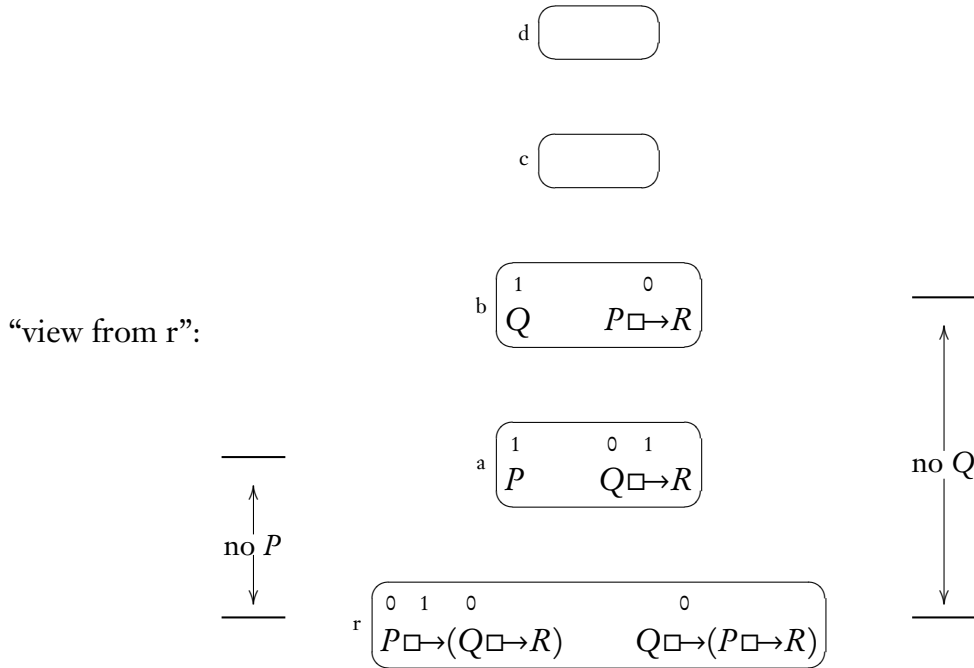 d
c
1 0
b Q P□→R
“view from r”:
1 0 1
a P Q□→R
no Q
no P
0 1 0 0
r P□→(Q□→R) Q□→(P□→R)